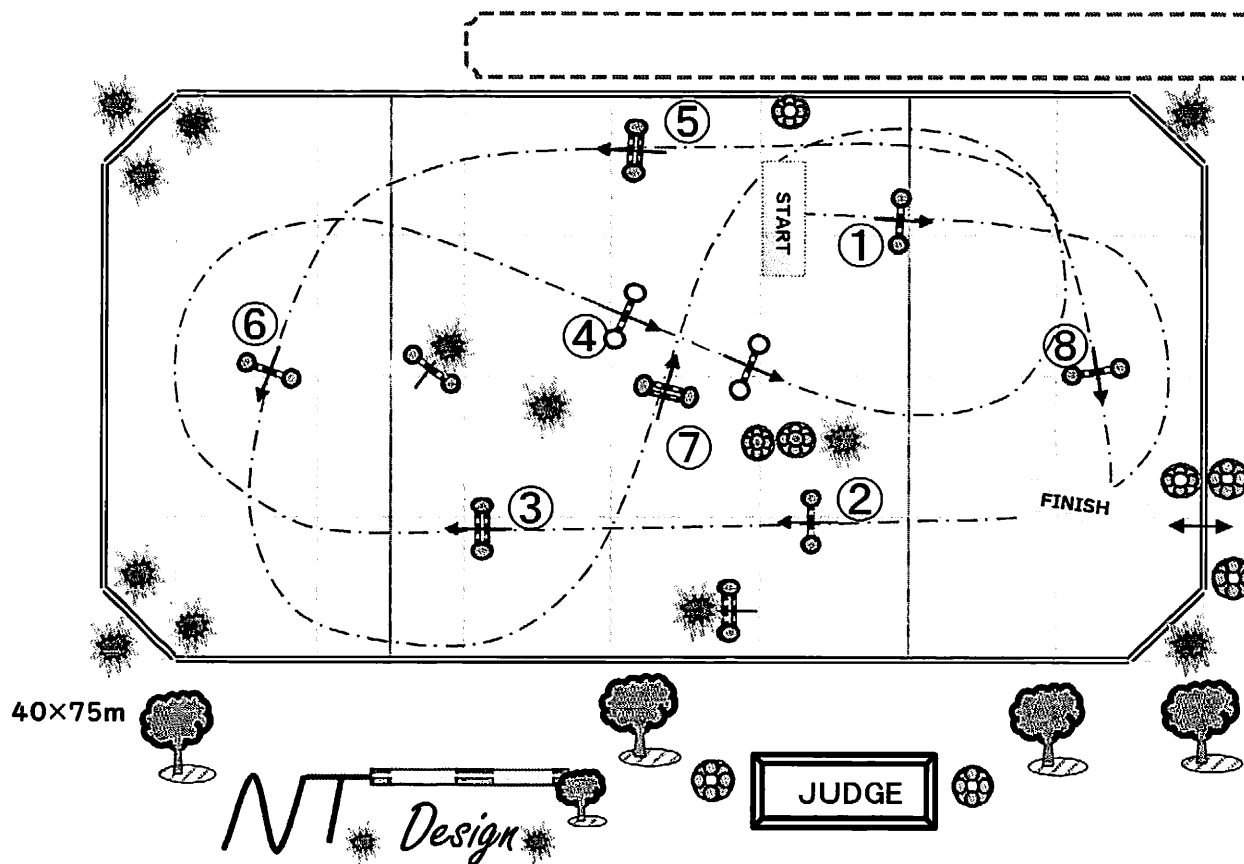 ⑤
START
①
⑥
④
⑧
⑦
③
②
FINISH
40×75m
NT Design
JUDGE